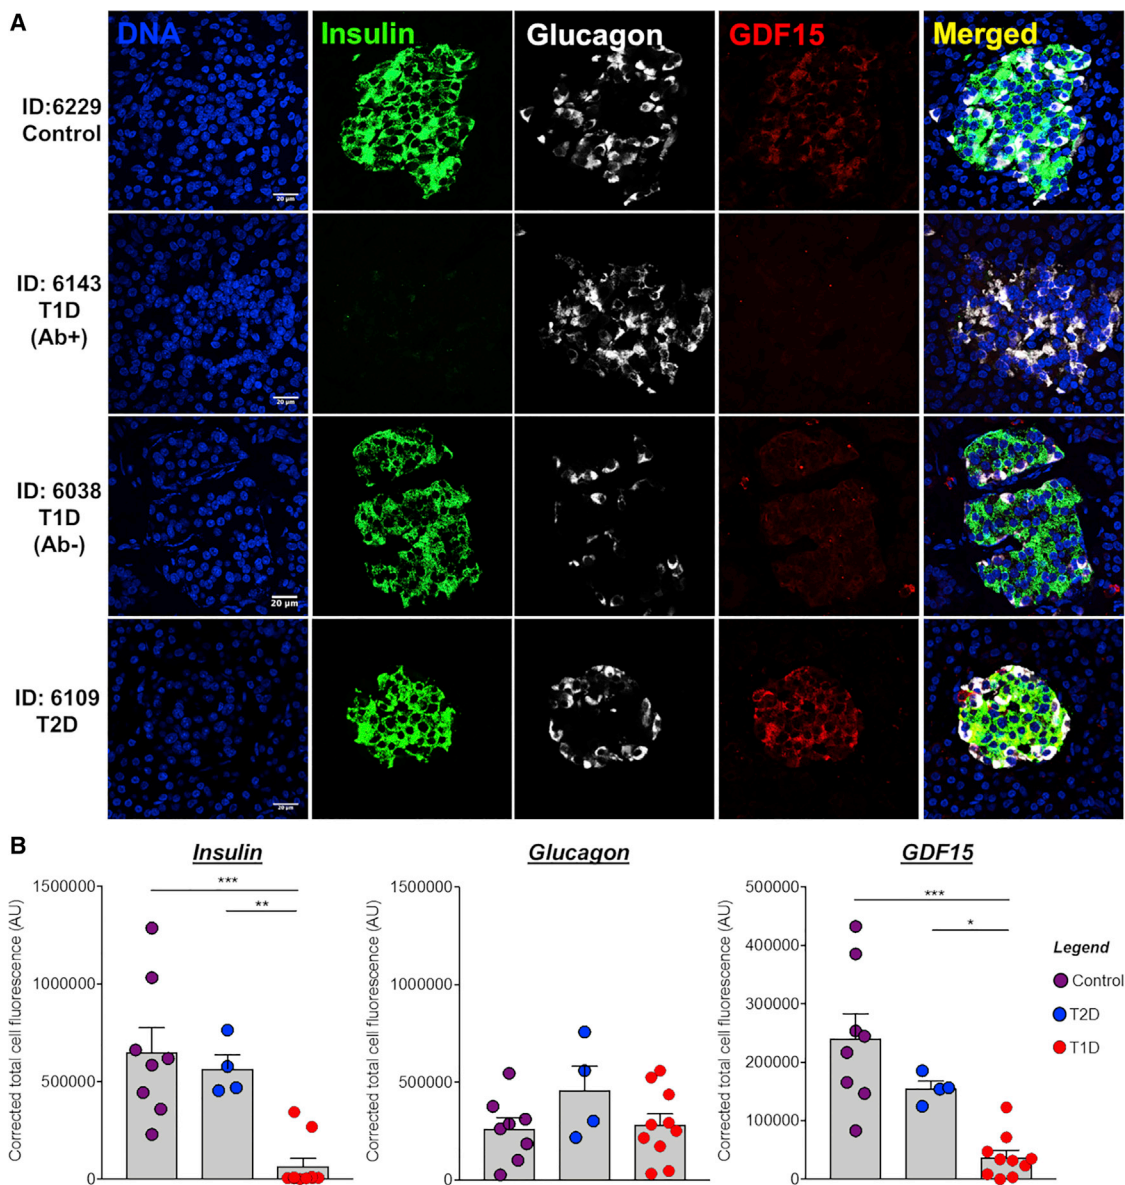 A
DNA
Insulin
Glucagon
GDF15
Merged
ID:6229
Control
20 µm
ID: 6143
T1D
(Ab+)
20 µm
ID: 6038
T1D
(Ab-)
20 µm
ID: 6109
T2D
20 µm
B
Insulin
Corrected total cell fluorescence (AU)
1500000
1000000
500000
0
***
**
Glucagon
Corrected total cell fluorescence (AU)
1500000
1000000
500000
0
GDF15
Corrected total cell fluorescence (AU)
500000
400000
300000
200000
100000
0
***
*
Legend
Control
T2D
T1D